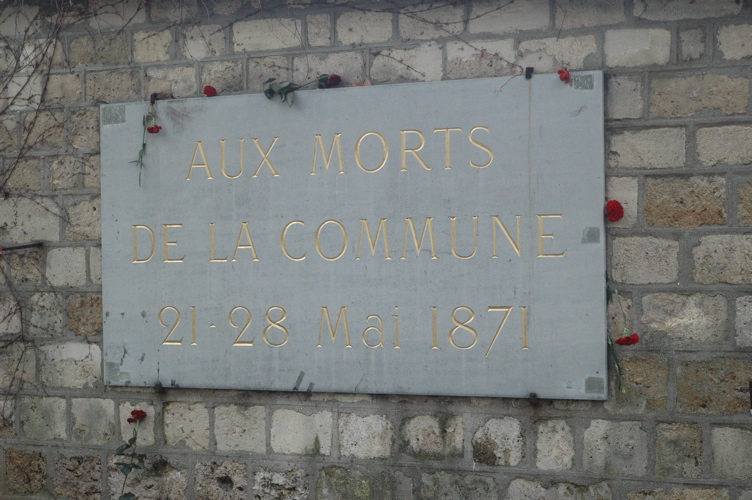 AUX MORTS
DE LA COMMUNE
21-28 Mai 1871